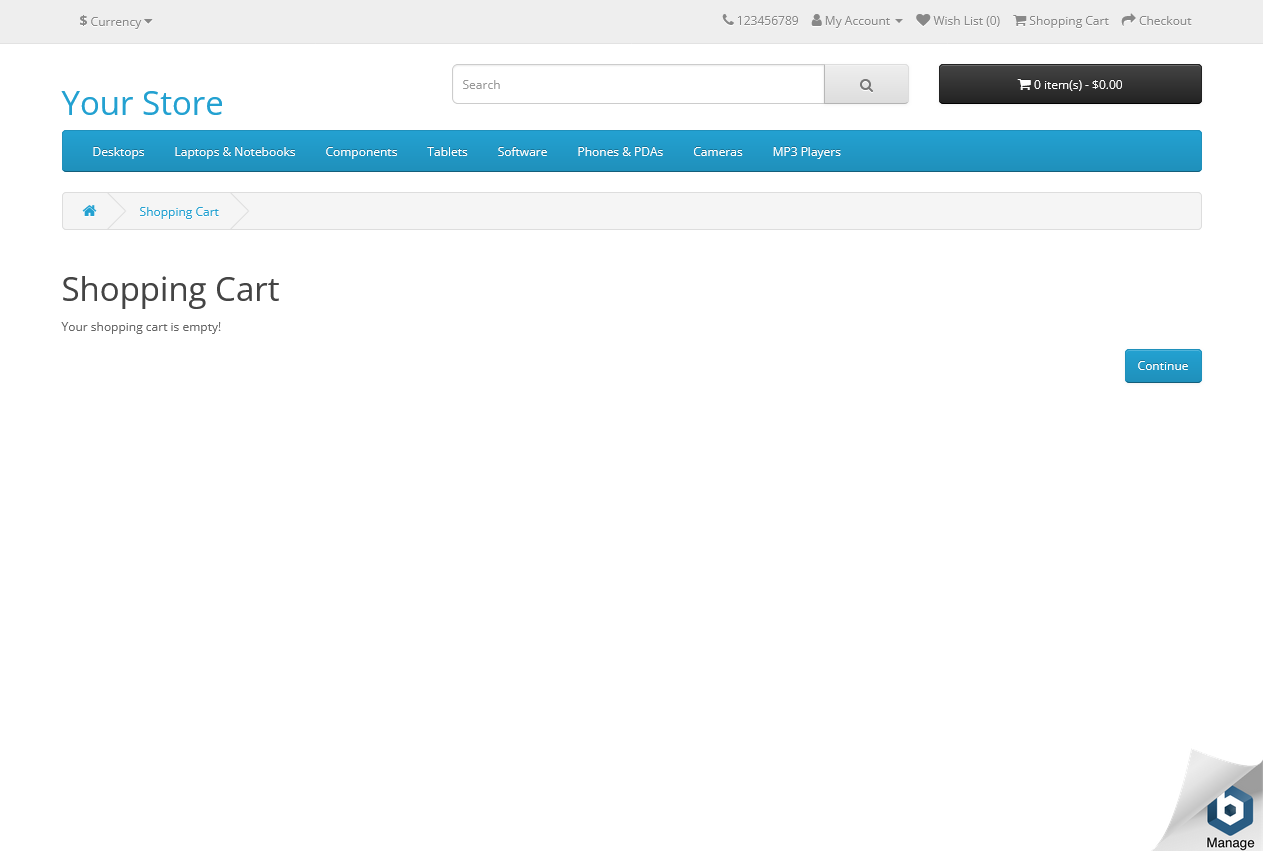 $ Currency
123456789 My Account Wish List (0) Shopping Cart Checkout
Your Store
Search
0 item(s) - $0.00
Desktops Laptops & Notebooks Components Tablets Software Phones & PDAs Cameras MP3 Players
Shopping Cart
Shopping Cart
Your shopping cart is empty!
Continue
Manage